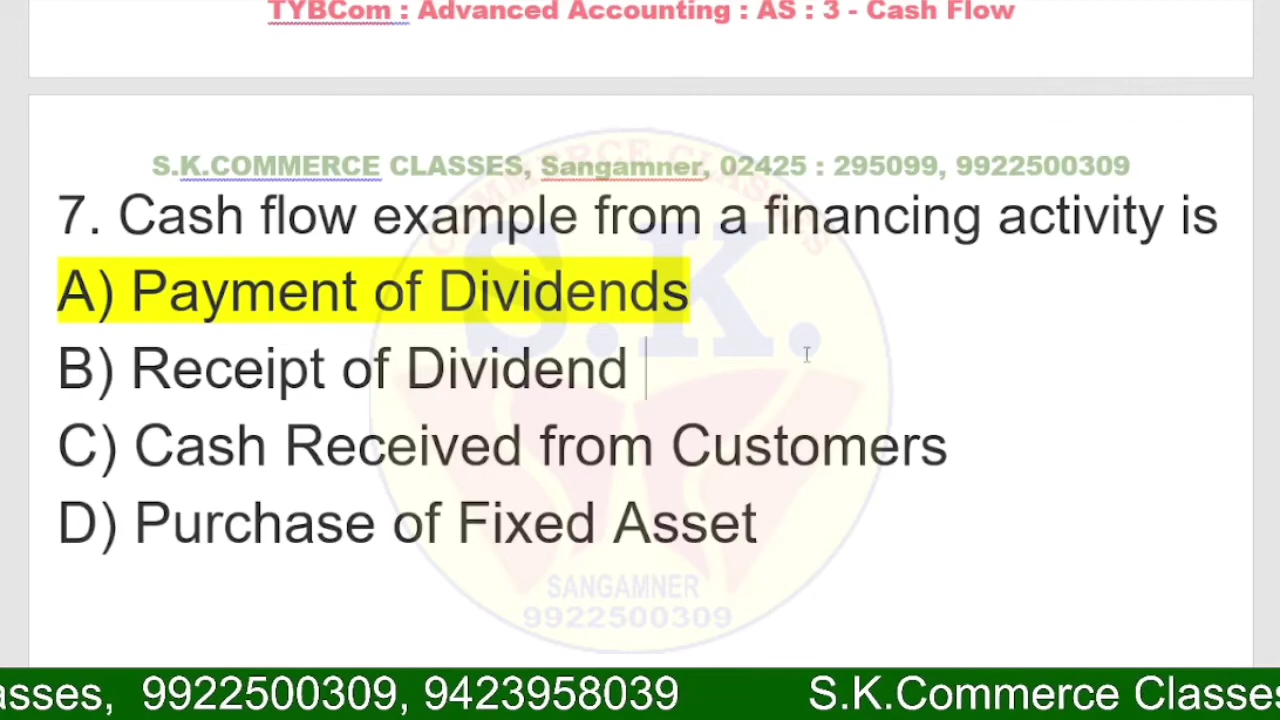 TYBCom : Advanced Accounting : AS : 3 - Cash Flow
S.K.COMMERCE CLASSES, Sangamner, 02425 : 295099, 9922500309
7. Cash flow example from a financing activity is
A) Payment of Dividends
B) Receipt of Dividend
C) Cash Received from Customers
D) Purchase of Fixed Asset
COMMERCE CLASSES
S.K.
SANGAMNER
9922500309
asses, 9922500309, 9423958039 S.K.Commerce Classes